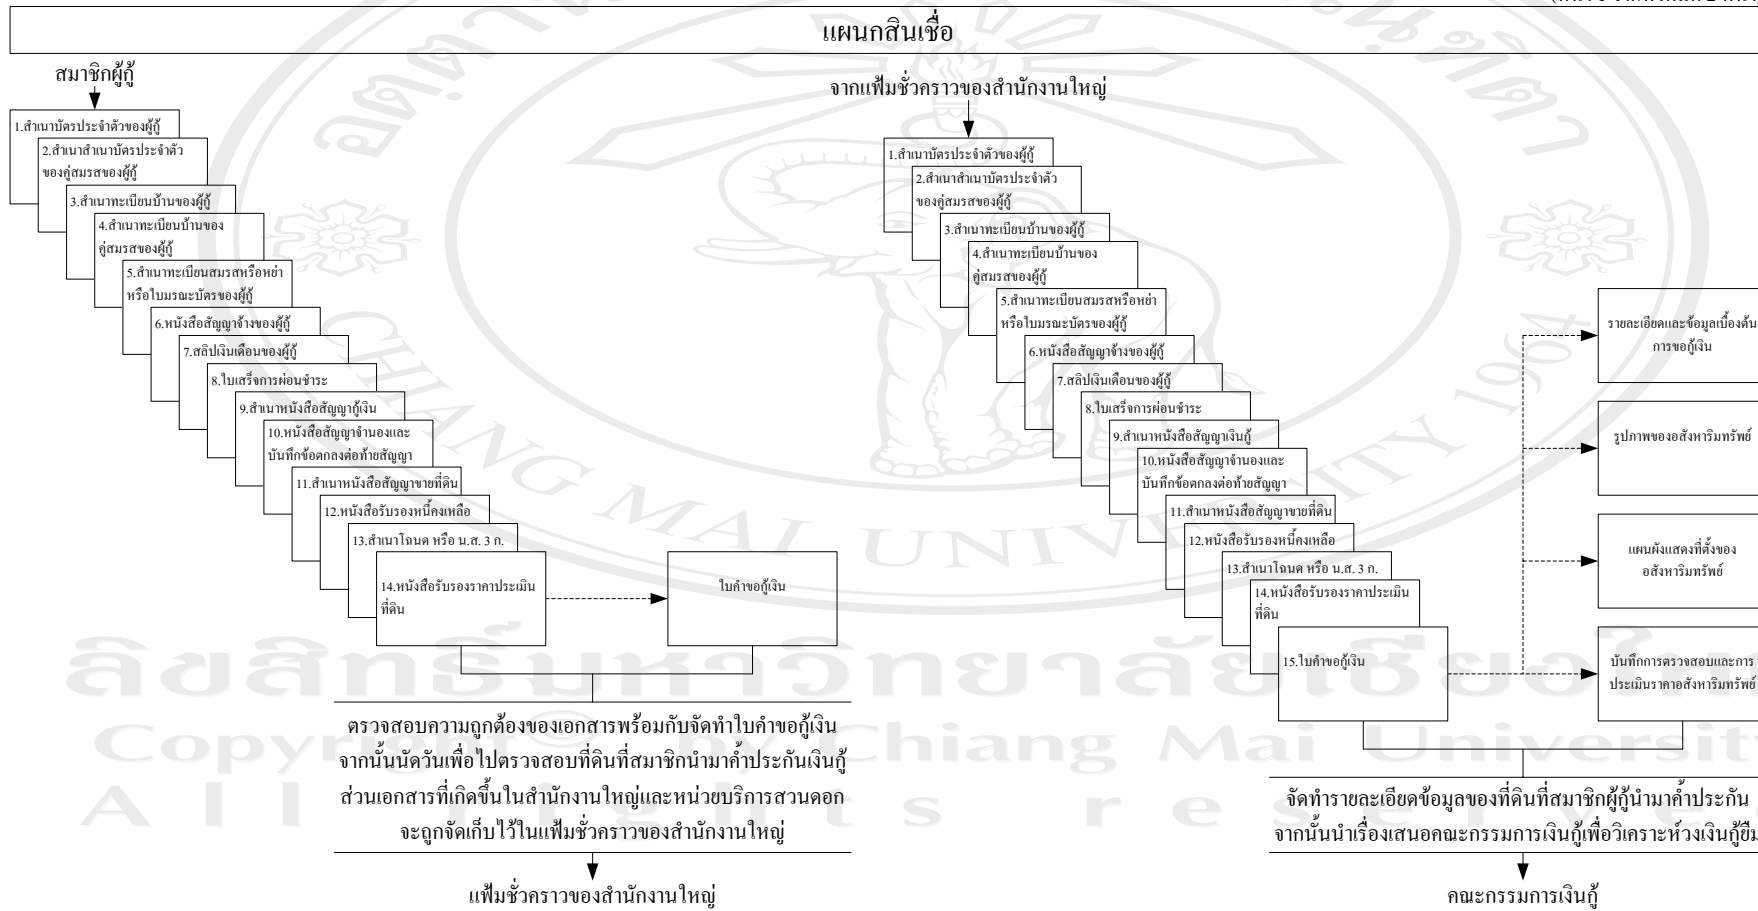 แผนกสินเชื่อ
สมาชิกผู้กู้
1.สำเนาบัตรประจำตัวของผู้กู้
2.สำเนาสำเนาบัตรประจำตัว
ของคู่สมรสของผู้กู้
3.สำเนาทะเบียนบ้านของผู้กู้
4.สำเนาทะเบียนบ้านของ
คู่สมรสของผู้กู้
5.สำเนาทะเบียนสมรสหรือหย่า
หรือใบมรณะบัตรของผู้กู้
6.หนังสือสัญญาจ้างของผู้กู้
7.สลิปเงินเดือนของผู้กู้
8.ใบเสร็จการผ่อนชำระ
9.สำเนาหนังสือสัญญากู้เงิน
10.หนังสือสัญญาจำนองและ
บันทึกข้อตกลงต่อท้ายสัญญา
11.สำเนาหนังสือสัญญาขายที่ดิน
12.หนังสือรับรองหนี้คงเหลือ
13.สำเนาโฉนด หรือ น.ส. 3 ก.
14.หนังสือรับรองราคาประเมิน
ที่ดิน
ใบคำขอกู้เงิน
ตรวจสอบความถูกต้องของเอกสารพร้อมกับจัดทำใบคำขอกู้เงิน
จากนั้นนัดวันเพื่อไปตรวจสอบที่ดินที่สมาชิกนำมาค้ำประกันเงินกู้
ส่วนเอกสารที่เกิดขึ้นในสำนักงานใหญ่และหน่วยบริการสวนดอก
จะถูกจัดเก็บไว้ในแฟ้มชั่วคราวของสำนักงานใหญ่
แฟ้มชั่วคราวของสำนักงานใหญ่
จากแฟ้มชั่วคราวของสำนักงานใหญ่
1.สำเนาบัตรประจำตัวของผู้กู้
2.สำเนาสำเนาบัตรประจำตัว
ของคู่สมรสของผู้กู้
3.สำเนาทะเบียนบ้านของผู้กู้
4.สำเนาทะเบียนบ้านของ
คู่สมรสของผู้กู้
5.สำเนาทะเบียนสมรสหรือหย่า
หรือใบมรณะบัตรของผู้กู้
6.หนังสือสัญญาจ้างของผู้กู้
7.สลิปเงินเดือนของผู้กู้
8.ใบเสร็จการผ่อนชำระ
9.สำเนาหนังสือสัญญาเงินกู้
10.หนังสือสัญญาจำนองและ
บันทึกข้อตกลงต่อท้ายสัญญา
11.สำเนาหนังสือสัญญาขายที่ดิน
12.หนังสือรับรองหนี้คงเหลือ
13.สำเนาโฉนด หรือ น.ส. 3 ก.
14.หนังสือรับรองราคาประเมิน
ที่ดิน
15.ใบคำขอกู้เงิน
รายละเอียดและข้อมูลเบื้องต้น
การขอกู้เงิน
รูปภาพของอสังหาริมทรัพย์
แผนผังแสดงที่ตั้งของ
อสังหาริมทรัพย์
บันทึกการตรวจสอบและการ
ประเมินราคาอสังหาริมทรัพย์
จัดทำรายละเอียดข้อมูลของที่ดินที่สมาชิกผู้กู้นำมาค้ำประกัน
จากนั้นนำเรื่องเสนอคณะกรรมการเงินกู้เพื่อวิเคราะห์วงเงินกู้ยืม
คณะกรรมการเงินกู้
CHIANG MAI UNIVERSITY 1964
ลิขสิทธิ์มหาวิทยาลัยเชียงให
Copyright© by Chiang Mai University
All rights reserve